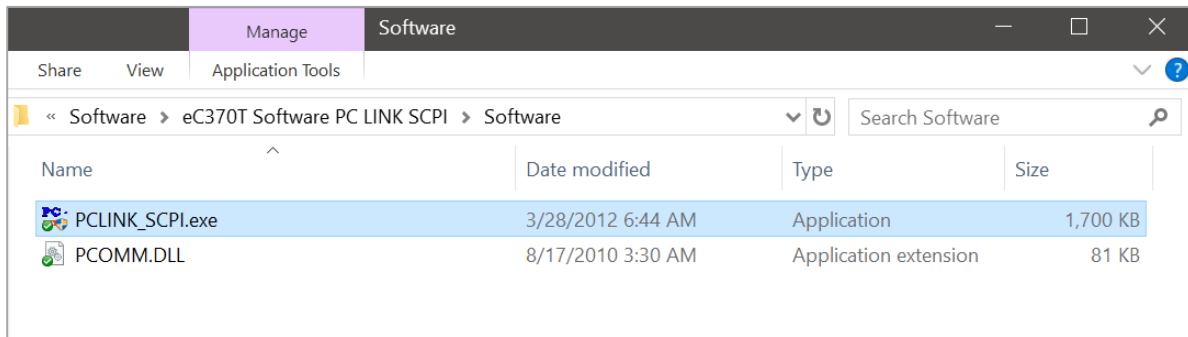 Manage Software
Share View Application Tools ?
« Software > eC370T Software PC LINK SCPI > Software Search Software
Name Date modified Type Size
PCLINK_SCPI.exe 3/28/2012 6:44 AM Application 1,700 KB
PCOMM.DLL 8/17/2010 3:30 AM Application extension 81 KB